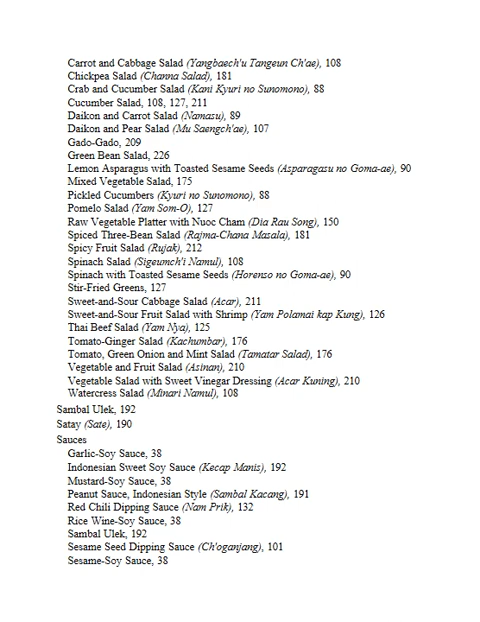 Carrot and Cabbage Salad (Yangbaech'u Tangeun Ch'ae), 108
Chickpea Salad (Channa Salad), 181
Crab and Cucumber Salad (Kani Kyuri no Sunomono), 88
Cucumber Salad, 108, 127, 211
Daikon and Carrot Salad (Namasu), 89
Daikon and Pear Salad (Mu Saengch'ae), 107
Gado-Gado, 209
Green Bean Salad, 226
Lemon Asparagus with Toasted Sesame Seeds (Asparagasu no Goma-ae), 90
Mixed Vegetable Salad, 175
Pickled Cucumbers (Kyuri no Sunomono), 88
Pomelo Salad (Yam Som-O), 127
Raw Vegetable Platter with Nuoc Cham (Dia Rau Song), 150
Spiced Three-Bean Salad (Rajma-Chana Masala), 181
Spicy Fruit Salad (Rujak), 212
Spinach Salad (Sigeumch'i Namul), 108
Spinach with Toasted Sesame Seeds (Horenso no Goma-ae), 90
Stir-Fried Greens, 127
Sweet-and-Sour Cabbage Salad (Acar), 211
Sweet-and-Sour Fruit Salad with Shrimp (Yam Polamai kap Kung), 126
Thai Beef Salad (Yam Nya), 125
Tomato-Ginger Salad (Kachumbar), 176
Tomato, Green Onion and Mint Salad (Tamatar Salad), 176
Vegetable and Fruit Salad (Asinan), 210
Vegetable Salad with Sweet Vinegar Dressing (Acar Kuning), 210
Watercress Salad (Minari Namul), 108
Sambal Ulek, 192
Satay (Sate), 190
Sauces
Garlic-Soy Sauce, 38
Indonesian Sweet Soy Sauce (Kecap Manis), 192
Mustard-Soy Sauce, 38
Peanut Sauce, Indonesian Style (Sambal Kacang), 191
Red Chili Dipping Sauce (Nam Prik), 132
Rice Wine-Soy Sauce, 38
Sambal Ulek, 192
Sesame Seed Dipping Sauce (Ch'oganjang), 101
Sesame-Soy Sauce, 38